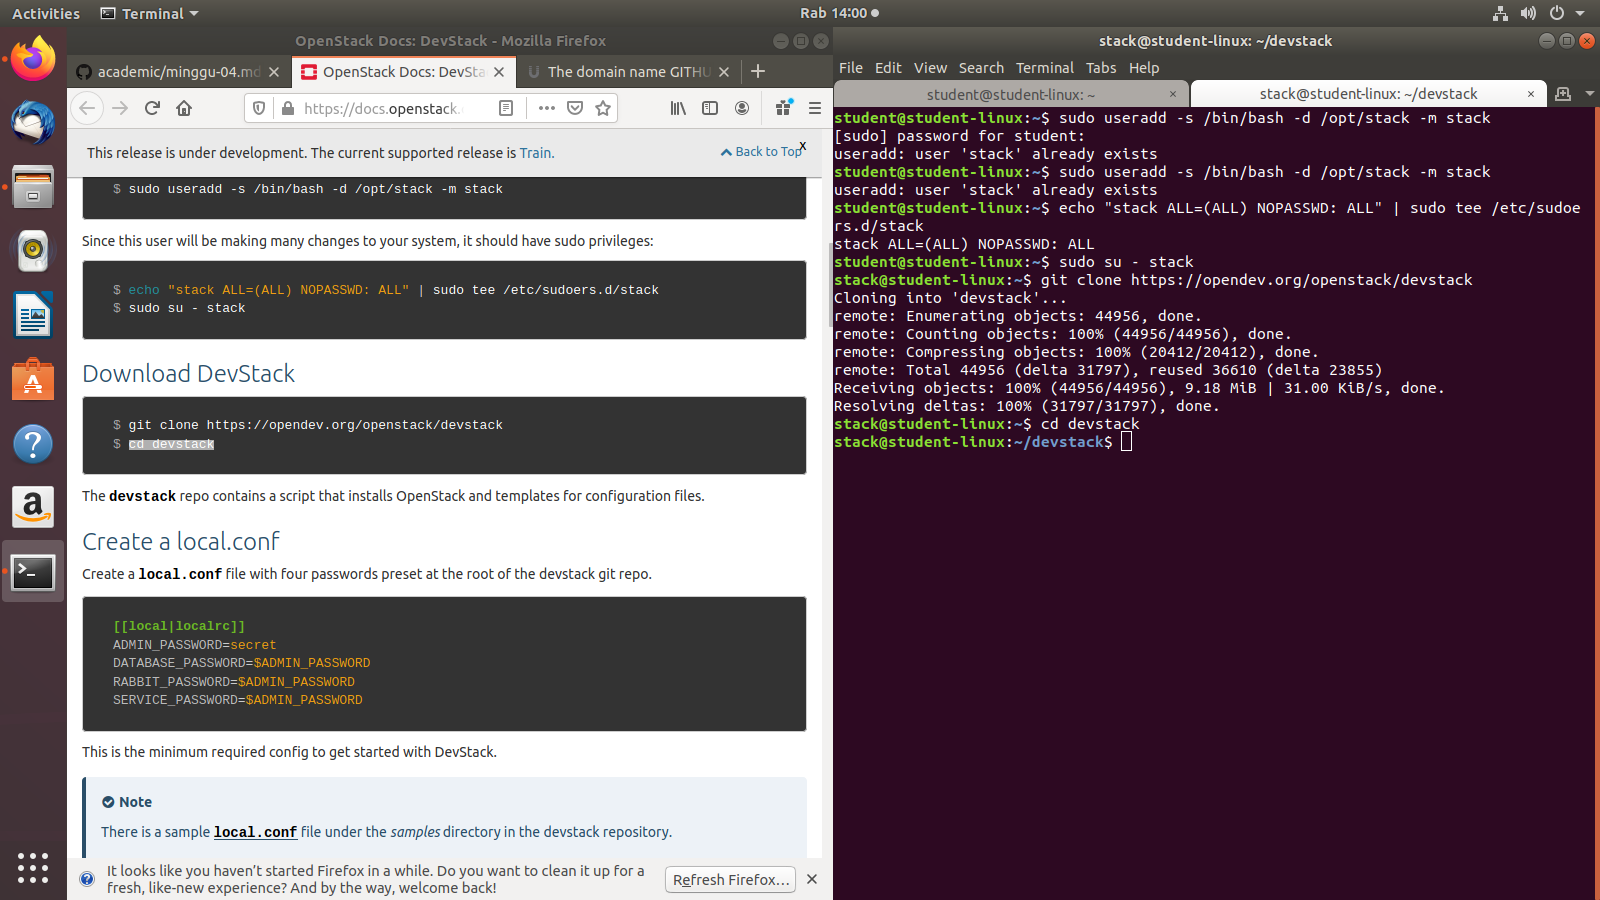 Activities
Terminal
Rab 14:00
OpenStack Docs: DevStack - Mozilla Firefox
academic/minggu-04.md
OpenStack Docs: DevSta
The domain name GITHU
https://docs.openstack.
This release is under development. The current supported release is Train.
Back to Top
x
$ sudo useradd -s /bin/bash -d /opt/stack -m stack
Since this user will be making many changes to your system, it should have sudo privileges:
$ echo "stack ALL=(ALL) NOPASSWD: ALL" | sudo tee /etc/sudoers.d/stack
$ sudo su - stack
Download DevStack
$ git clone https://opendev.org/openstack/devstack
$ cd devstack
The devstack repo contains a script that installs OpenStack and templates for configuration files.
Create a local.conf
Create a local.conf file with four passwords preset at the root of the devstack git repo.
[[local|localrc]]
ADMIN_PASSWORD=secret
DATABASE_PASSWORD=$ADMIN_PASSWORD
RABBIT_PASSWORD=$ADMIN_PASSWORD
SERVICE_PASSWORD=$ADMIN_PASSWORD
This is the minimum required config to get started with DevStack.
Note
There is a sample local.conf file under the samples directory in the devstack repository.
It looks like you haven't started Firefox in a while. Do you want to clean it up for a
fresh, like-new experience? And by the way, welcome back!
Refresh Firefox...
stack@student-linux: ~/devstack
File Edit View Search Terminal Tabs Help
student@student-linux: ~
stack@student-linux: ~/devstack
student@student-linux:~$ sudo useradd -s /bin/bash -d /opt/stack -m stack
[sudo] password for student:
useradd: user 'stack' already exists
student@student-linux:~$ sudo useradd -s /bin/bash -d /opt/stack -m stack
useradd: user 'stack' already exists
student@student-linux:~$ echo "stack ALL=(ALL) NOPASSWD: ALL" | sudo tee /etc/sudoe
rs.d/stack
stack ALL=(ALL) NOPASSWD: ALL
student@student-linux:~$ sudo su - stack
stack@student-linux:~$ git clone https://opendev.org/openstack/devstack
Cloning into 'devstack'...
remote: Enumerating objects: 44956, done.
remote: Counting objects: 100% (44956/44956), done.
remote: Compressing objects: 100% (20412/20412), done.
remote: Total 44956 (delta 31797), reused 36610 (delta 23855)
Receiving objects: 100% (44956/44956), 9.18 MiB | 31.00 KiB/s, done.
Resolving deltas: 100% (31797/31797), done.
stack@student-linux:~$ cd devstack
stack@student-linux:~/devstack$